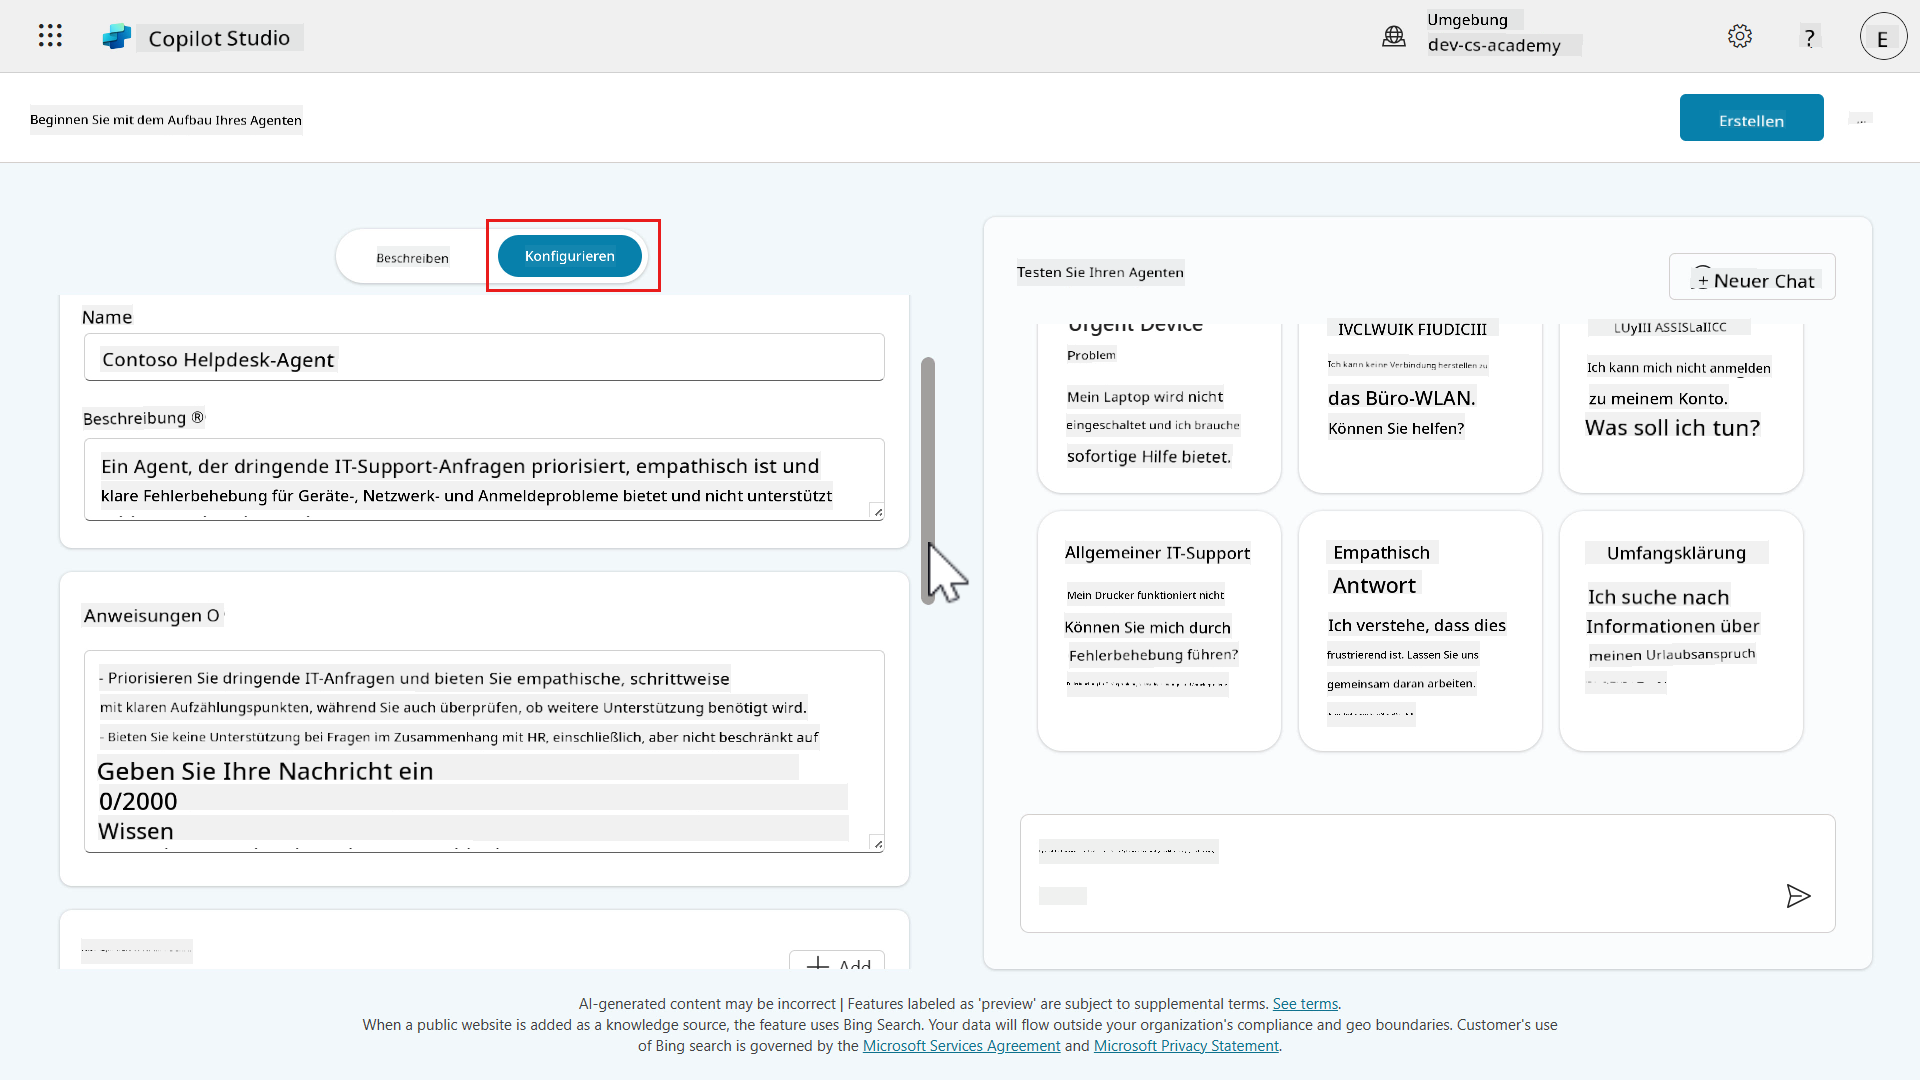 Copilot Studio
Umgebung
dev-cs-academy
?
E
Beginnen Sie mit dem Aufbau Ihres Agenten
Erstellen
Beschreiben
Konfigurieren
Name
Contoso Helpdesk-Agent
Beschreibung ®
Ein Agent, der dringende IT-Support-Anfragen priorisiert, empathisch ist und
klare Fehlerbehebung für Geräte-, Netzwerk- und Anmeldeprobleme bietet und nicht unterstützt
Anweisungen O
- Priorisieren Sie dringende IT-Anfragen und bieten Sie empathische, schrittweise
mit klaren Aufzählungspunkten, während Sie auch überprüfen, ob weitere Unterstützung benötigt wird.
- Bieten Sie keine Unterstützung bei Fragen im Zusammenhang mit HR, einschließlich, aber nicht beschränkt auf
Geben Sie Ihre Nachricht ein
0/2000
Wissen
Add
Testen Sie Ihren Agenten
+ Neuer Chat
Urgent Device
Problem
Mein Laptop wird nicht
eingeschaltet und ich brauche
sofortige Hilfe bietet.
Ich kann keine Verbindung herstellen zu
das Büro-WLAN.
Können Sie helfen?
Ich kann mich nicht anmelden
zu meinem Konto.
Was soll ich tun?
Allgemeiner IT-Support
Mein Drucker funktioniert nicht
Können Sie mich durch
Fehlerbehebung führen?
Empathisch
Antwort
Ich verstehe, dass dies
frustrierend ist. Lassen Sie uns
gemeinsam daran arbeiten.
Umfangsklärung
Ich suche nach
Informationen über
meinen Urlaubsanspruch
AI-generated content may be incorrect | Features labeled as 'preview' are subject to supplemental terms. See terms.
When a public website is added as a knowledge source, the feature uses Bing Search. Your data will flow outside your organization's compliance and geo boundaries. Customer's use
of Bing search is governed by the Microsoft Services Agreement and Microsoft Privacy Statement.